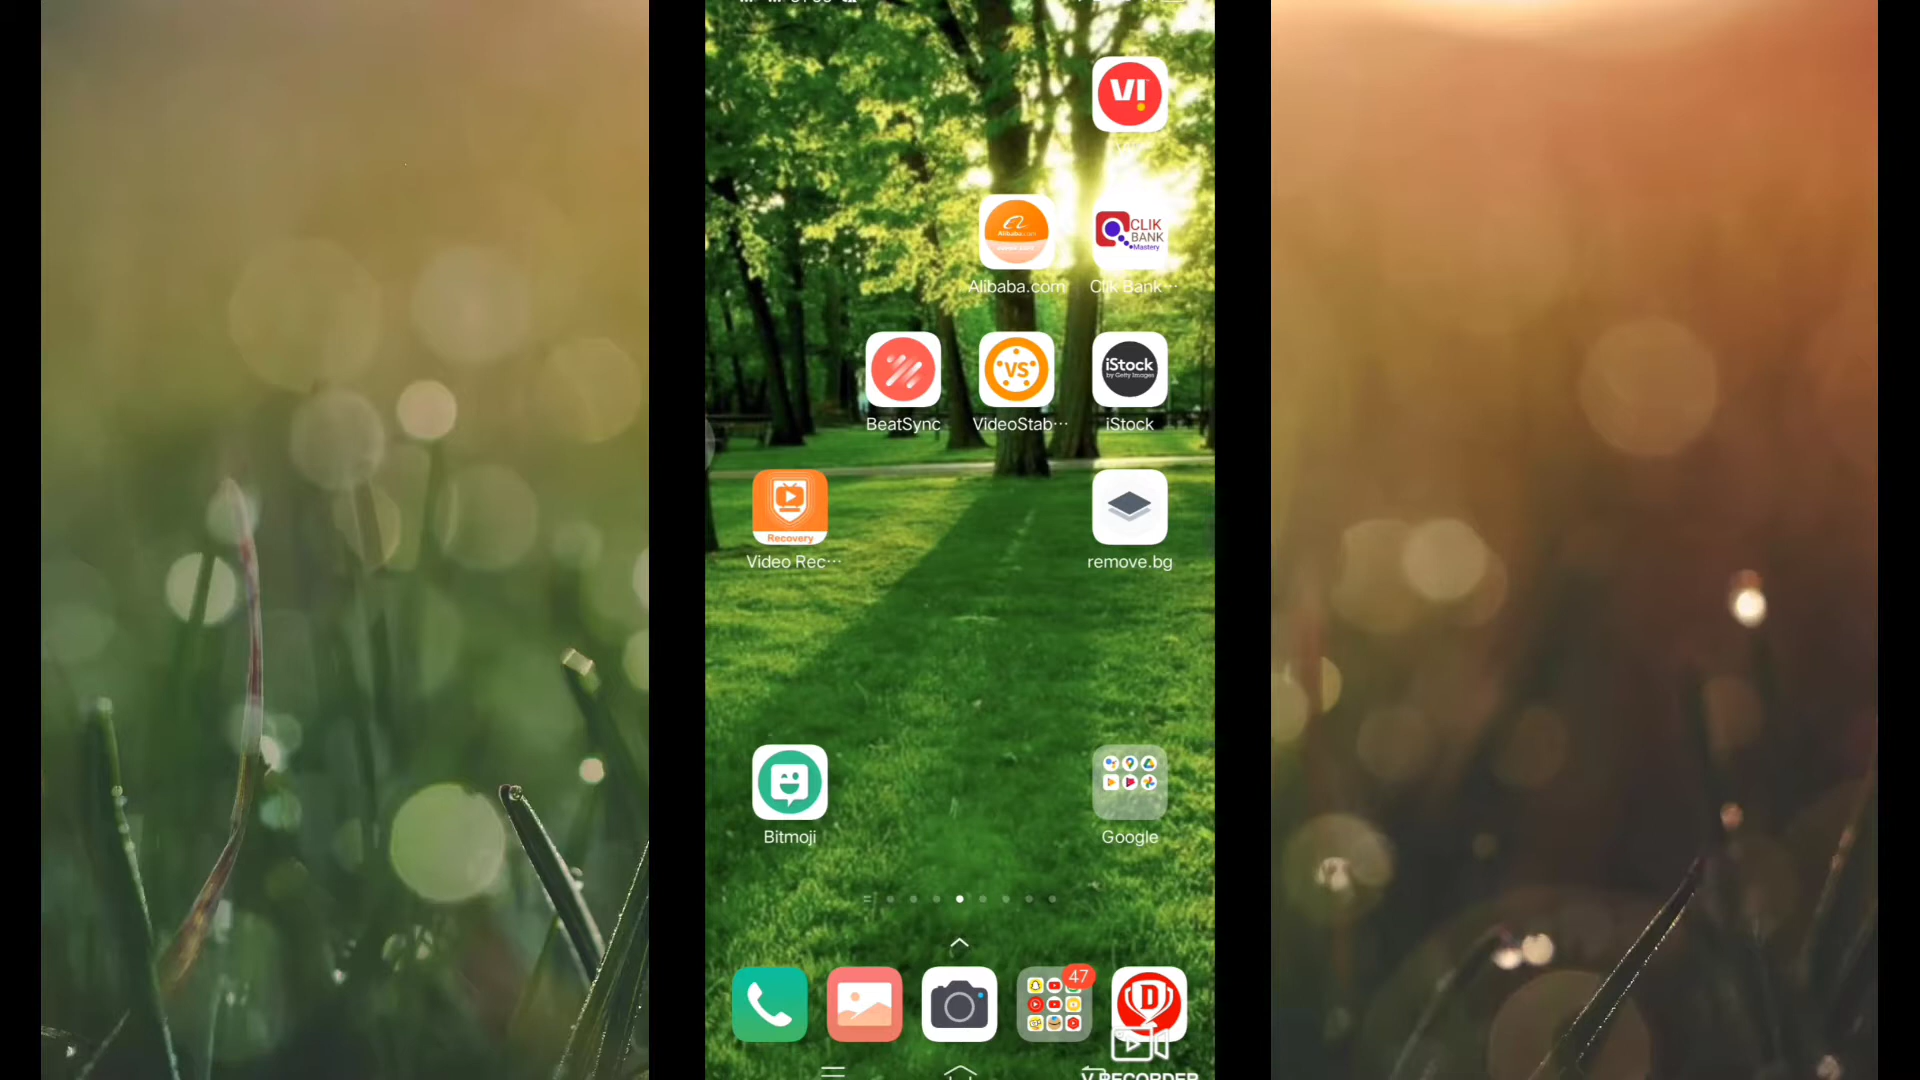 VI
Alibaba.com
CLIK
BANK
Mastery
Alibaba.com
Clik Bank···
VS
iStock
by Getty Images
BeatSync
VideoStab···
iStock
Recovery
Video Rec···
remove.bg
Bitmoji
Google
47
D
V RECORDER